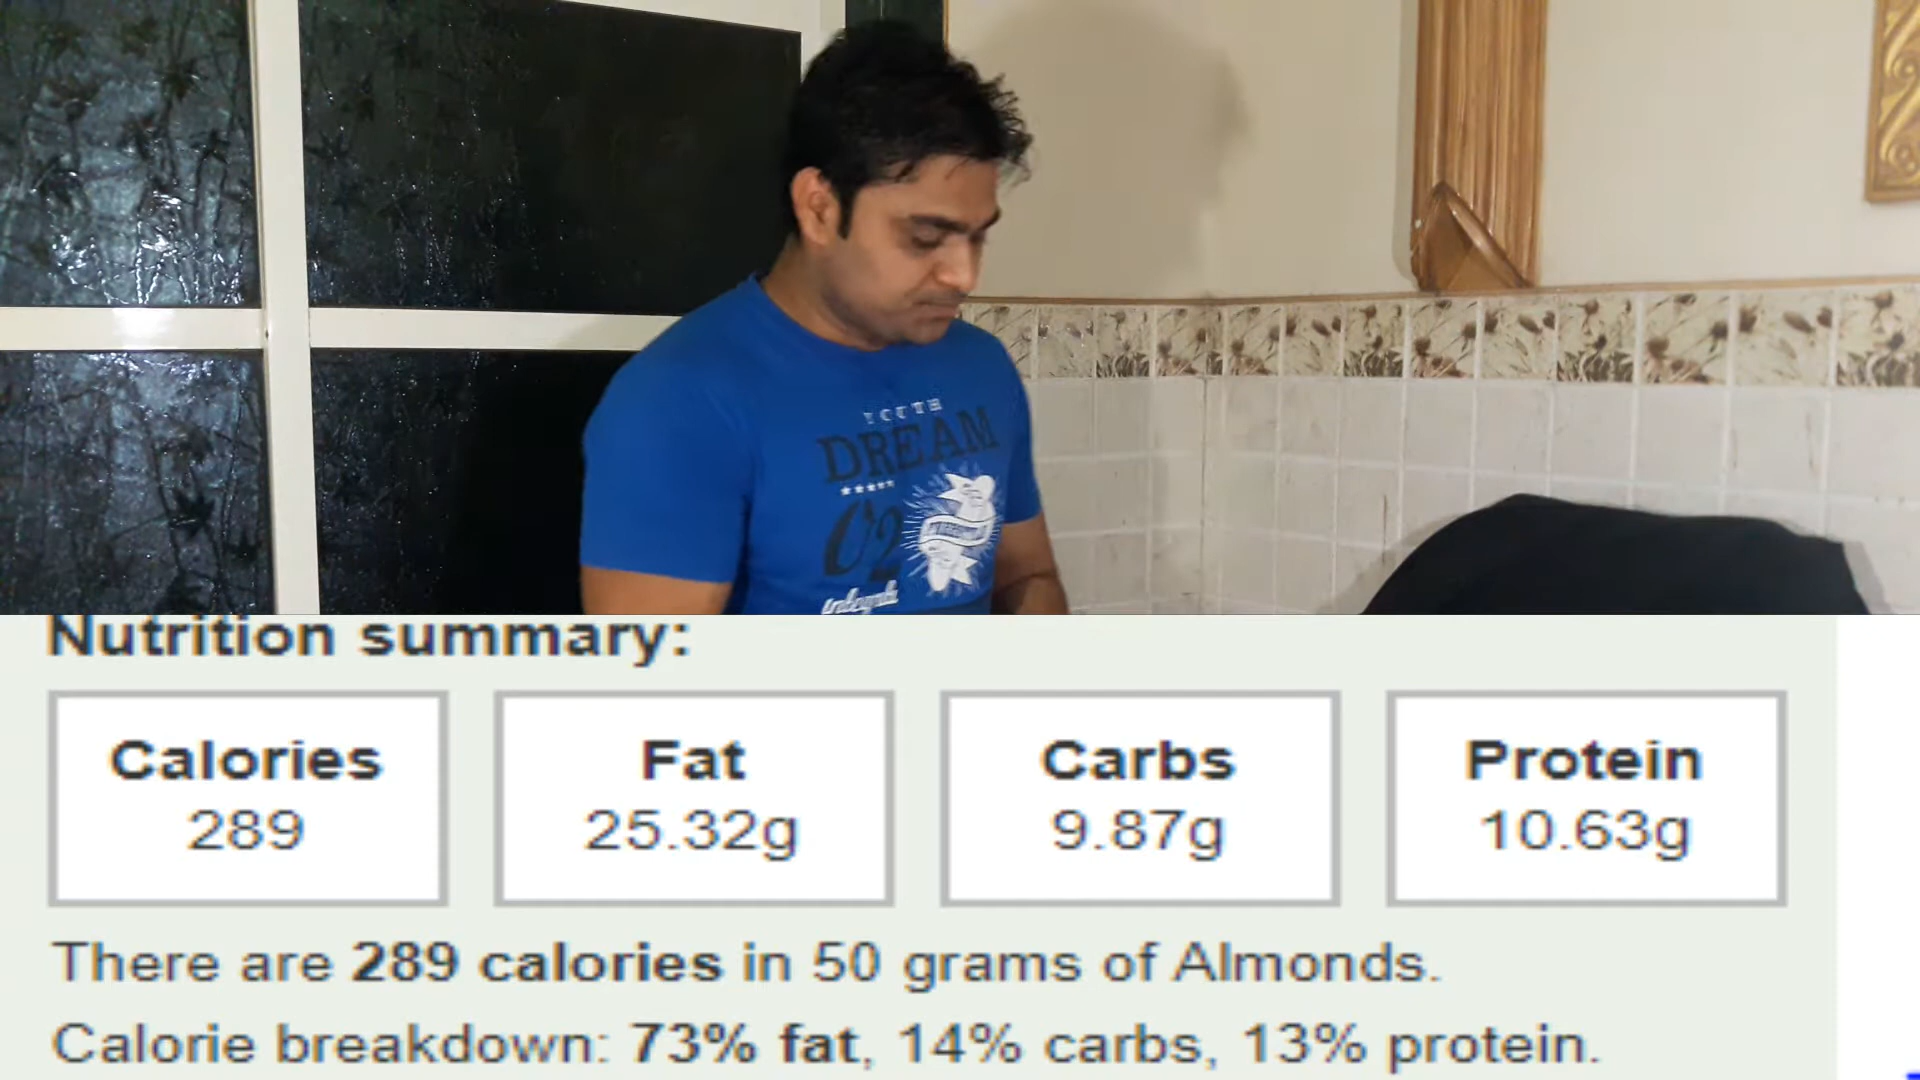 YOUTH
DREAM
02
Nutrition summary:
Calories
289
Fat
25.32g
Carbs
9.87g
Protein
10.63g
There are 289 calories in 50 grams of Almonds.
Calorie breakdown: 73% fat, 14% carbs, 13% protein.